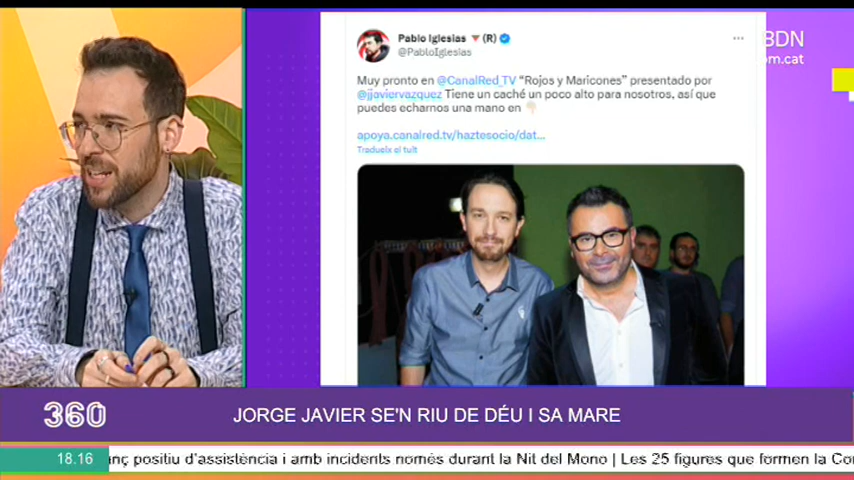 Pablo Iglesias 🔻(R)
@PabloIglesias
Muy pronto en @CanalRed_TV “Rojos y Maricones” presentado por
@jjaviervazquez Tiene un caché un poco alto para nosotros, así que
puedes echarnos una mano en 👇🏻
apoya.canalred.tv/haztesocio/dat...
Tradueix el tuit
BDN
om.cat
360
JORGE JAVIER SE'N RIU DE DÉU I SA MARE
18.16
anç positiu d'assistència i amb incidents només durant la Nit del Mono | Les 25 figures que formen la Co